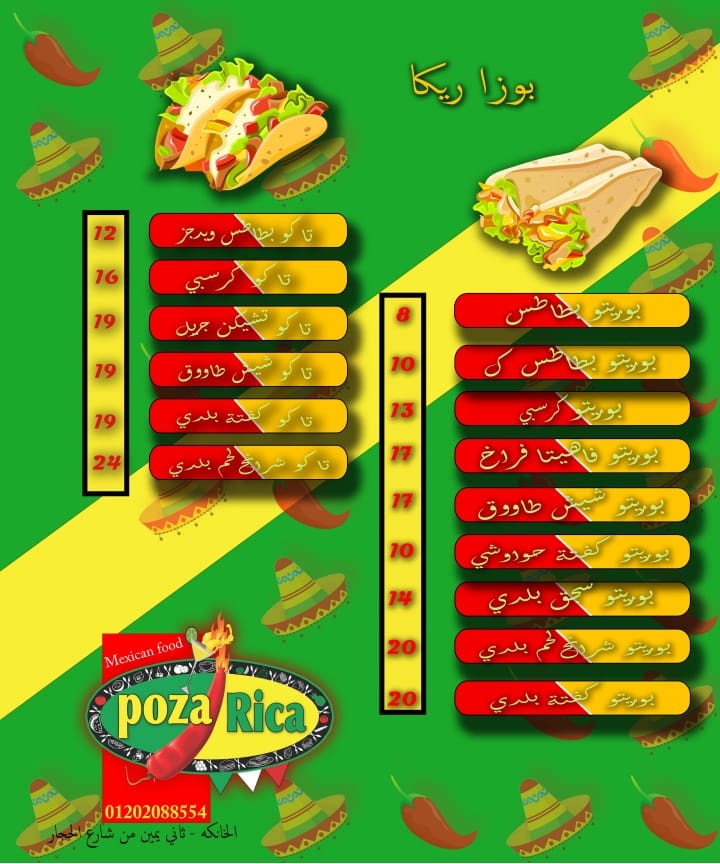 بوزا ريكا
تاكو بطاطس ويدجز 12
تاكو كرسبي 16
تاكو تشيكن جريل 19
تاكو شيش طاووق 19
تاكو كفتة بلدي 19
تاكو شرائح لحم بلدي 24
بوريتو بطاطس 8
بوريتو بطاطس ك 10
بوريتو كرسبي 13
بوريتو فاهيتا فراخ 17
بوريتو شيش طاووق 17
بوريتو كفتة حودوشي 10
بوريتو سجق بلدي 14
بوريتو شرائح لحم بلدي 20
بوريتو كفتة بلدي 20
Mexican food
poza Rica
01202088554
الخانكه - ثاني يمين من شارع الحجار